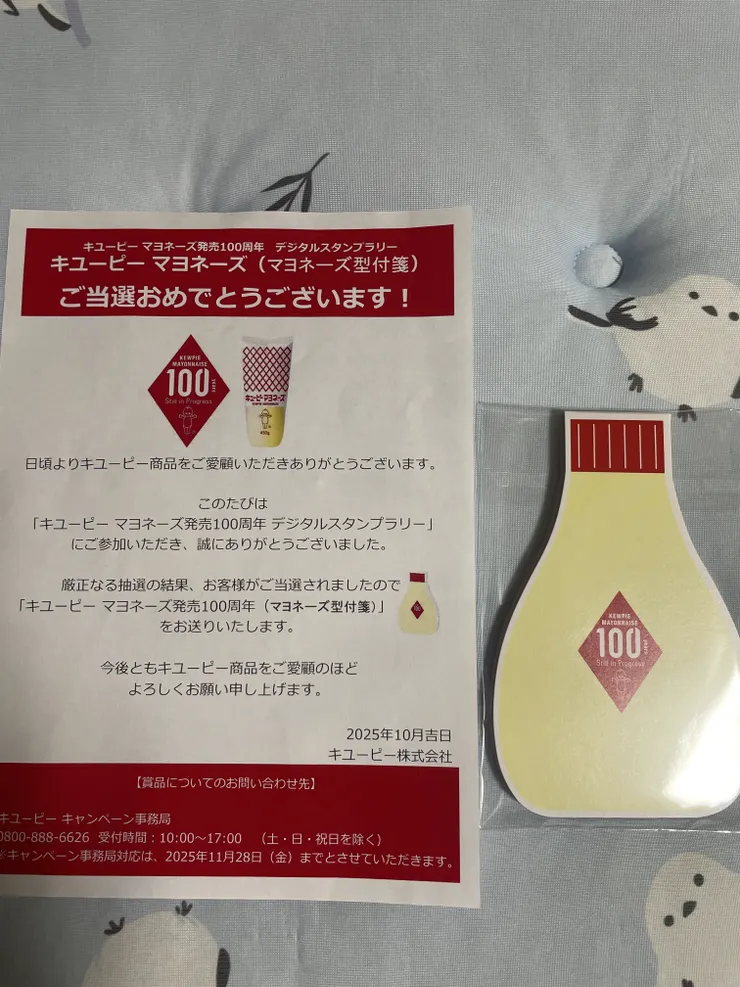 キユーピー マヨネーズ発売100周年 デジタルスタンプラリー
キユーピー マヨネーズ（マヨネーズ型付箋）
ご当選おめでとうございます！
KEWPIE
MAYONNAISE
100 years
Still in Progress
キユーピー マヨネーズ
450g
日頃よりキユーピー商品をご愛顧いただきありがとうございます。
このたびは
「キユーピー マヨネーズ発売100周年 デジタルスタンプラリー」
にご参加いただき、誠にありがとうございました。
厳正なる抽選の結果、お客様がご当選されましたので
「キユーピー マヨネーズ発売100周年（マヨネーズ型付箋）」
をお送りいたします。
今後ともキユーピー商品をご愛顧のほど
よろしくお願い申し上げます。
2025年10月吉日
キユーピー株式会社
【賞品についてのお問い合わせ先】
キユーピー キャンペーン事務局
0800-888-6626 受付時間：10:00～17:00 （土・日・祝日を除く）
※キャンペーン事務局対応は、2025年11月28日（金）までとさせていただきます。
KEWPIE
MAYONNAISE
100 years
Still in Progress